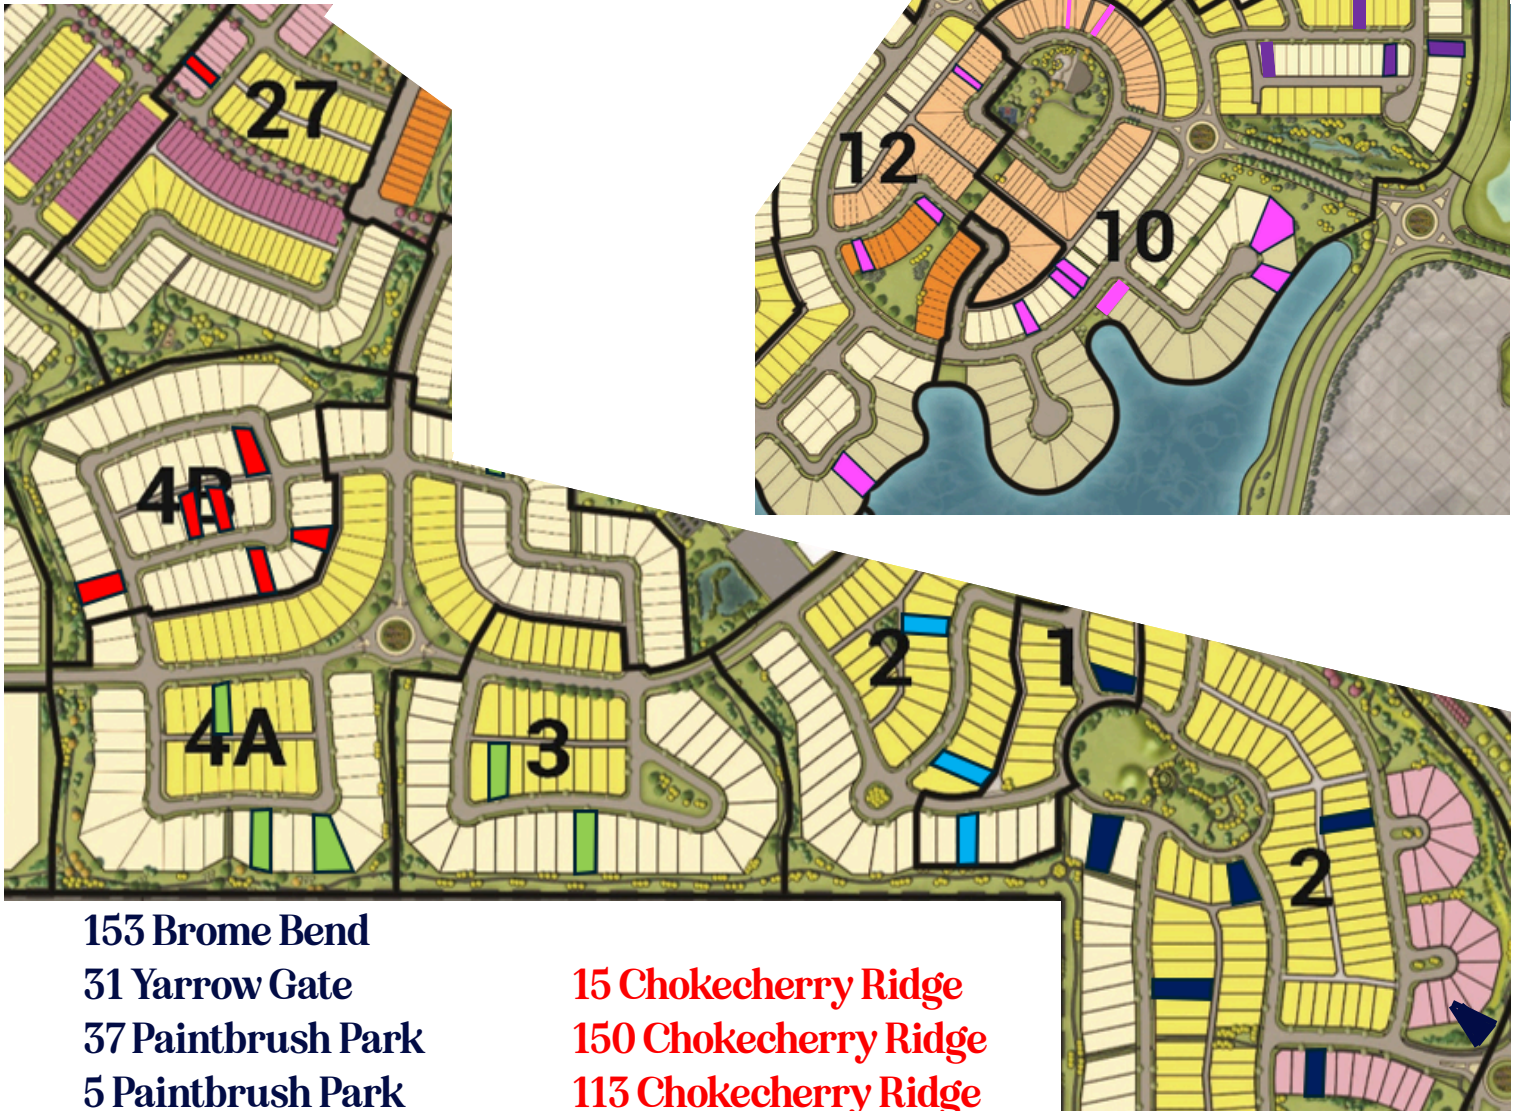 27
12
10
4B
2
1
4A
3
2
153 Brome Bend
31 Yarrow Gate
37 Paintbrush Park
5 Paintbrush Park
15 Chokecherry Ridge
150 Chokecherry Ridge
113 Chokecherry Ridge